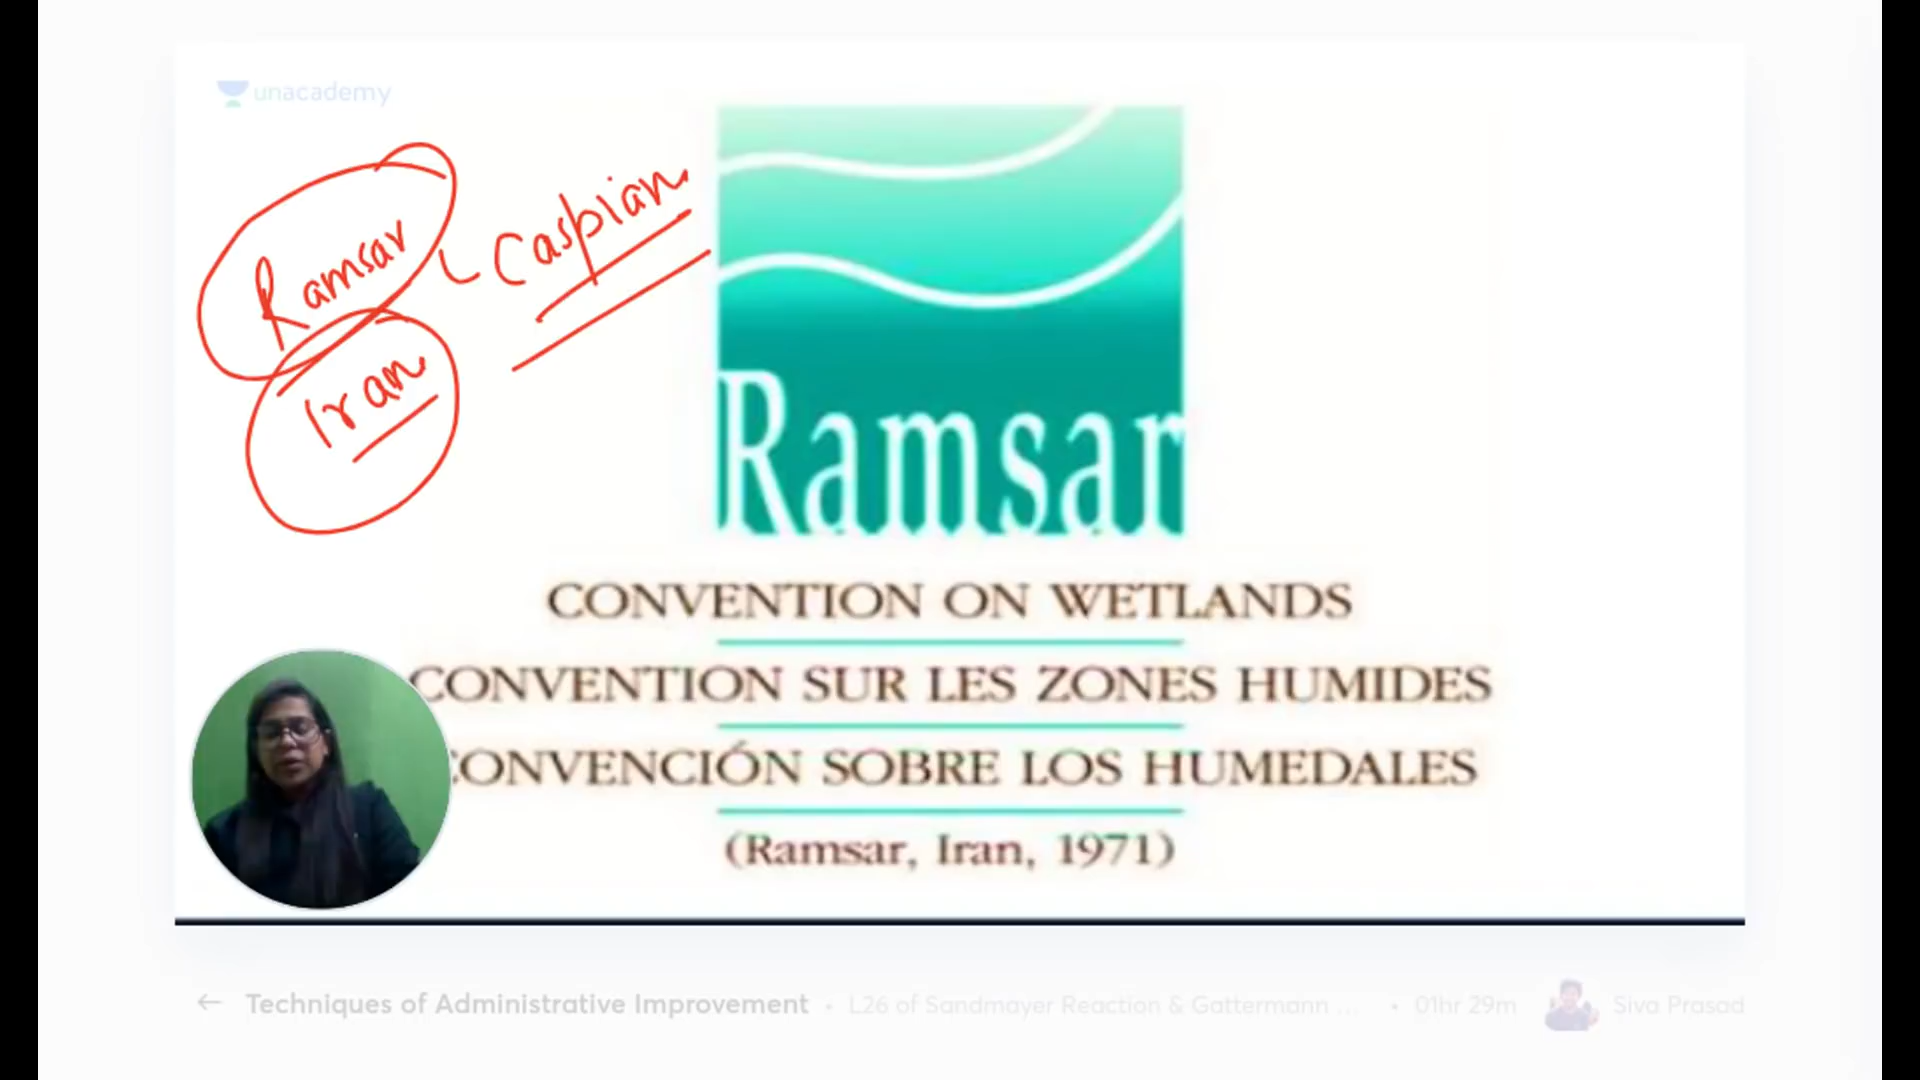 unacademy
Ramsar
Caspian
Iran
Ramsar
CONVENTION ON WETLANDS
CONVENTION SUR LES ZONES HUMIDES
CONVENCIÓN SOBRE LOS HUMEDALES
(Ramsar, Iran, 1971)
← Techniques of Administrative Improvement • L26 of Sandmayer Reaction & Gattermann ... • 01hr 29m Siva Prasad